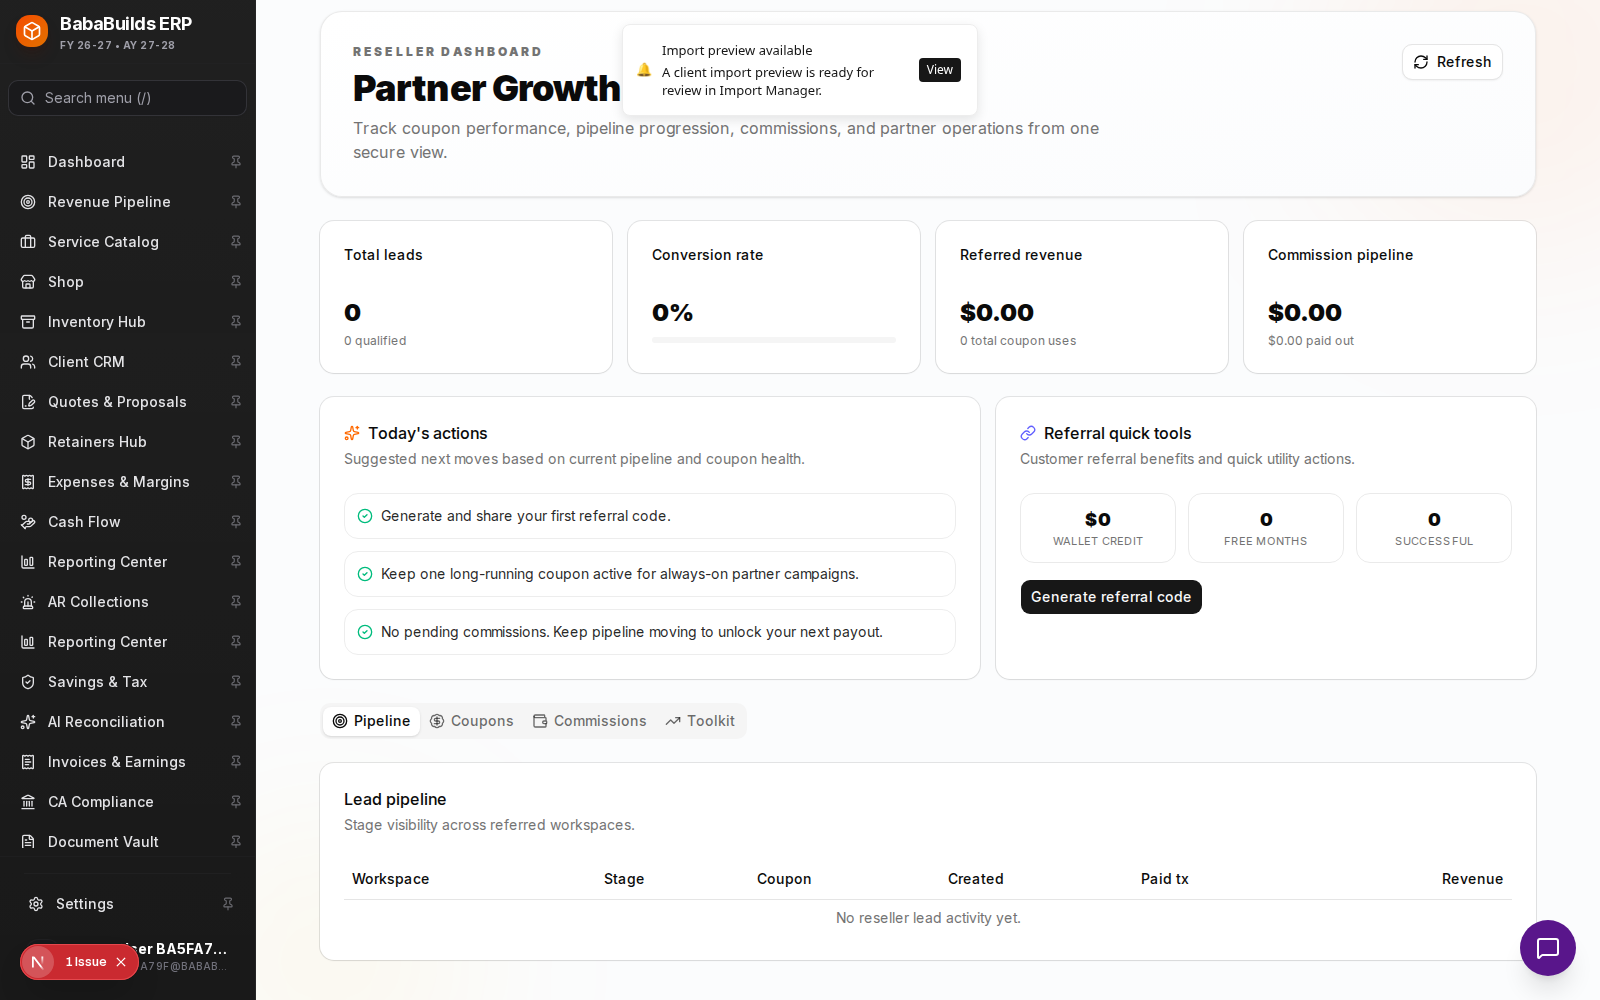 BabaBuilds ERP
FY 26-27 • AY 27-28
Search menu (/)
Dashboard
Revenue Pipeline
Service Catalog
Shop
Inventory Hub
Client CRM
Quotes & Proposals
Retainers Hub
Expenses & Margins
Cash Flow
Reporting Center
AR Collections
Reporting Center
Savings & Tax
AI Reconciliation
Invoices & Earnings
CA Compliance
Document Vault
Settings
BA5FA7...
A79F@BABAB...
N
1 Issue
RESELLER DASHBOARD
Partner Growth
Track coupon performance, pipeline progression, commissions, and partner operations from one
secure view.
Import preview available
A client import preview is ready for
review in Import Manager.
View
Refresh
Total leads
0
0 qualified
Conversion rate
0%
Referred revenue
$0.00
0 total coupon uses
Commission pipeline
$0.00
$0.00 paid out
Today's actions
Suggested next moves based on current pipeline and coupon health.
Generate and share your first referral code.
Keep one long-running coupon active for always-on partner campaigns.
No pending commissions. Keep pipeline moving to unlock your next payout.
Referral quick tools
Customer referral benefits and quick utility actions.
$0
WALLET CREDIT
0
FREE MONTHS
0
SUCCESSFUL
Generate referral code
Pipeline
Coupons
Commissions
Toolkit
Lead pipeline
Stage visibility across referred workspaces.
Workspace Stage Coupon Created Paid tx Revenue
No reseller lead activity yet.